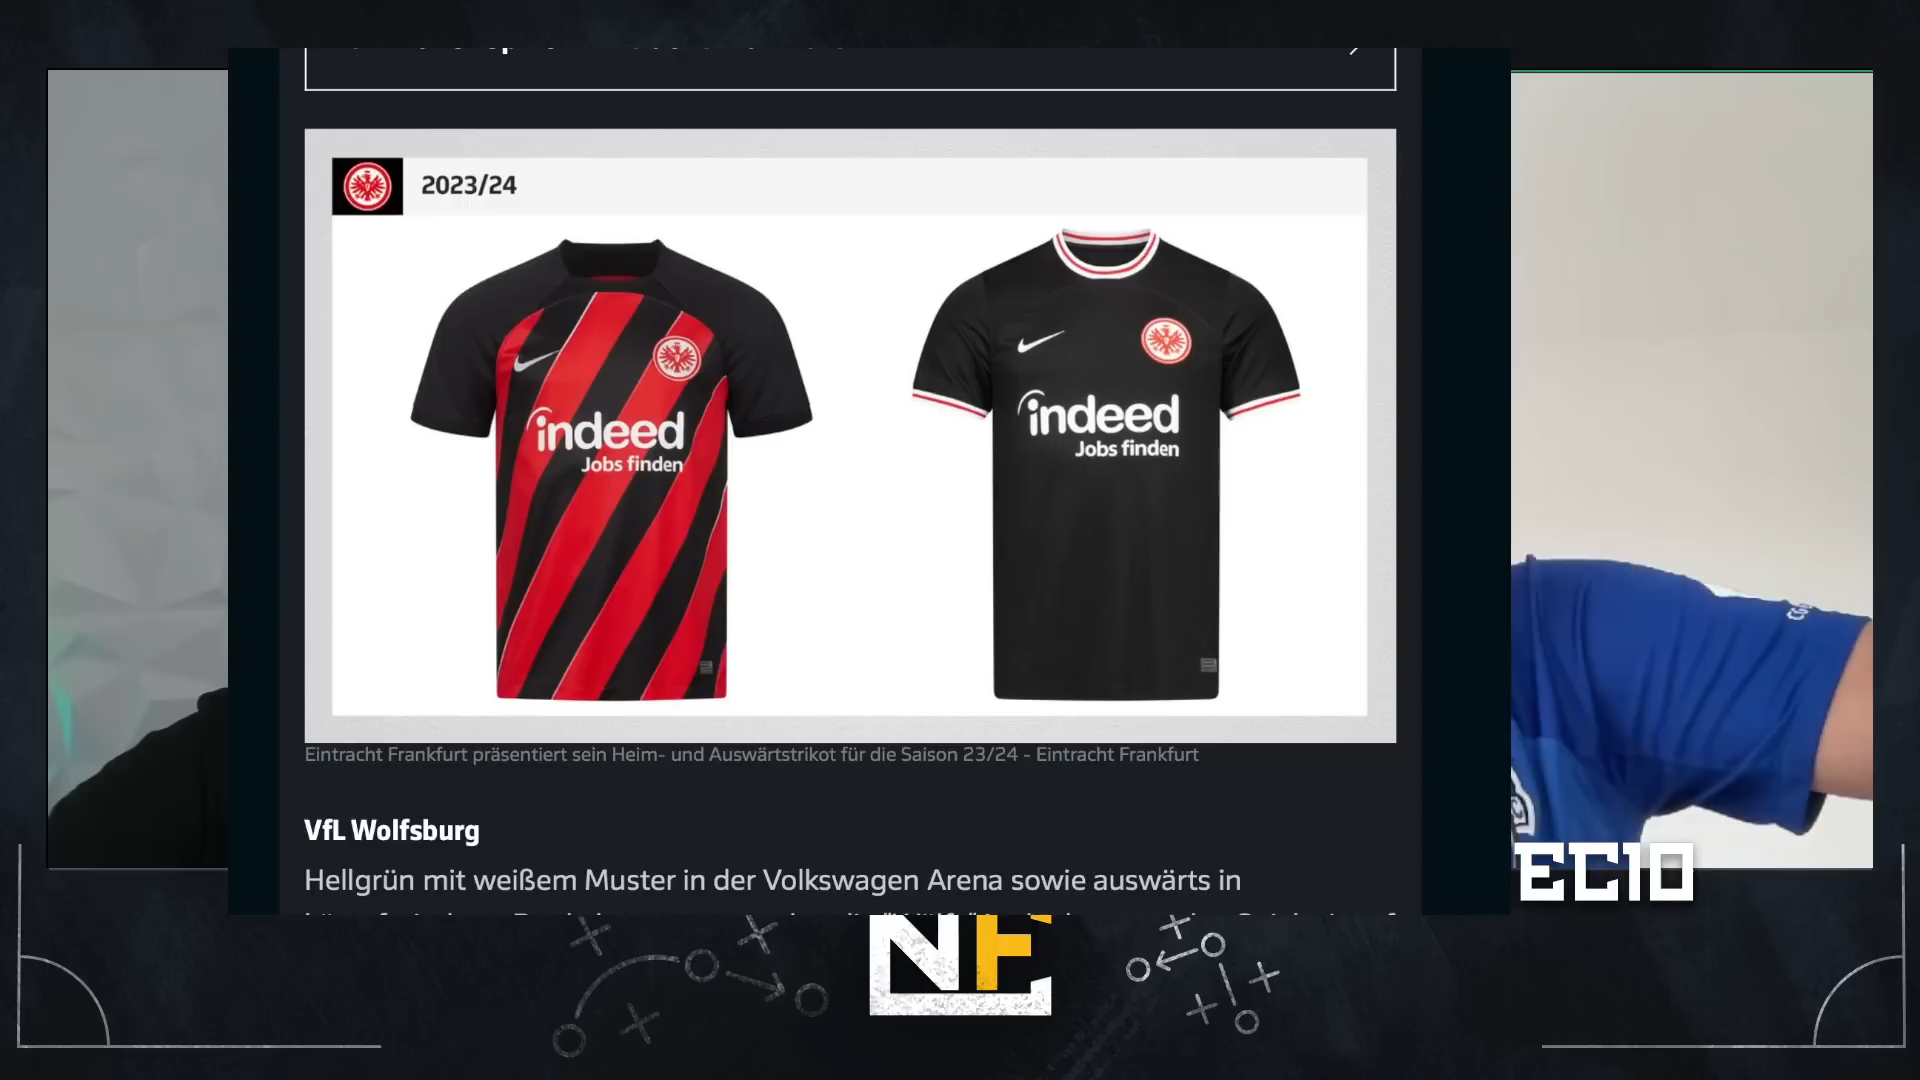 2023/24
indeed
Jobs finden
indeed
Jobs finden
Eintracht Frankfurt präsentiert sein Heim- und Auswärtstrikot für die Saison 23/24 - Eintracht Frankfurt
VfL Wolfsburg
Hellgrün mit weißem Muster in der Volkswagen Arena sowie auswärts in
EC10
NE